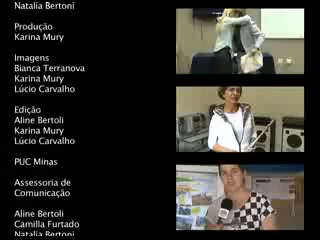 Natalia Bertoni
Produção
Karina Mury
Imagens
Bianca Terranova
Karina Mury
Lúcio Carvalho
Edição
Aline Bertoli
Karina Mury
Lúcio Carvalho
PUC Minas
Assessoria de
Comunicação
Aline Bertoli
Camilla Furtado
Natalia Bertoni